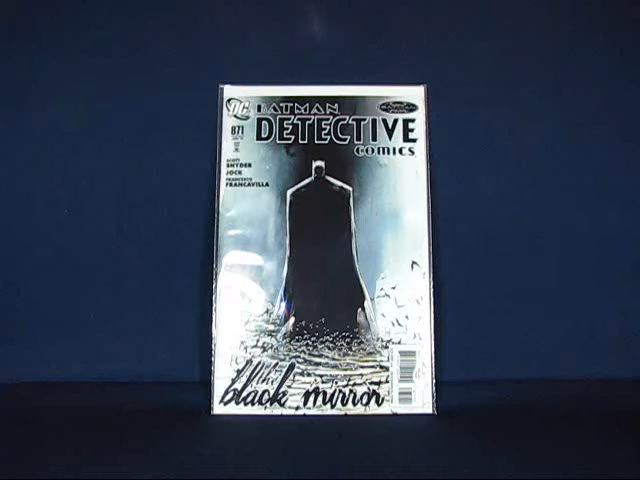 DC
BATMAN
DETECTIVE
COMICS
871
SCOTT
SNYDER
JOCK
FRANCESCO
FRANCAVILLA
the
black mirror